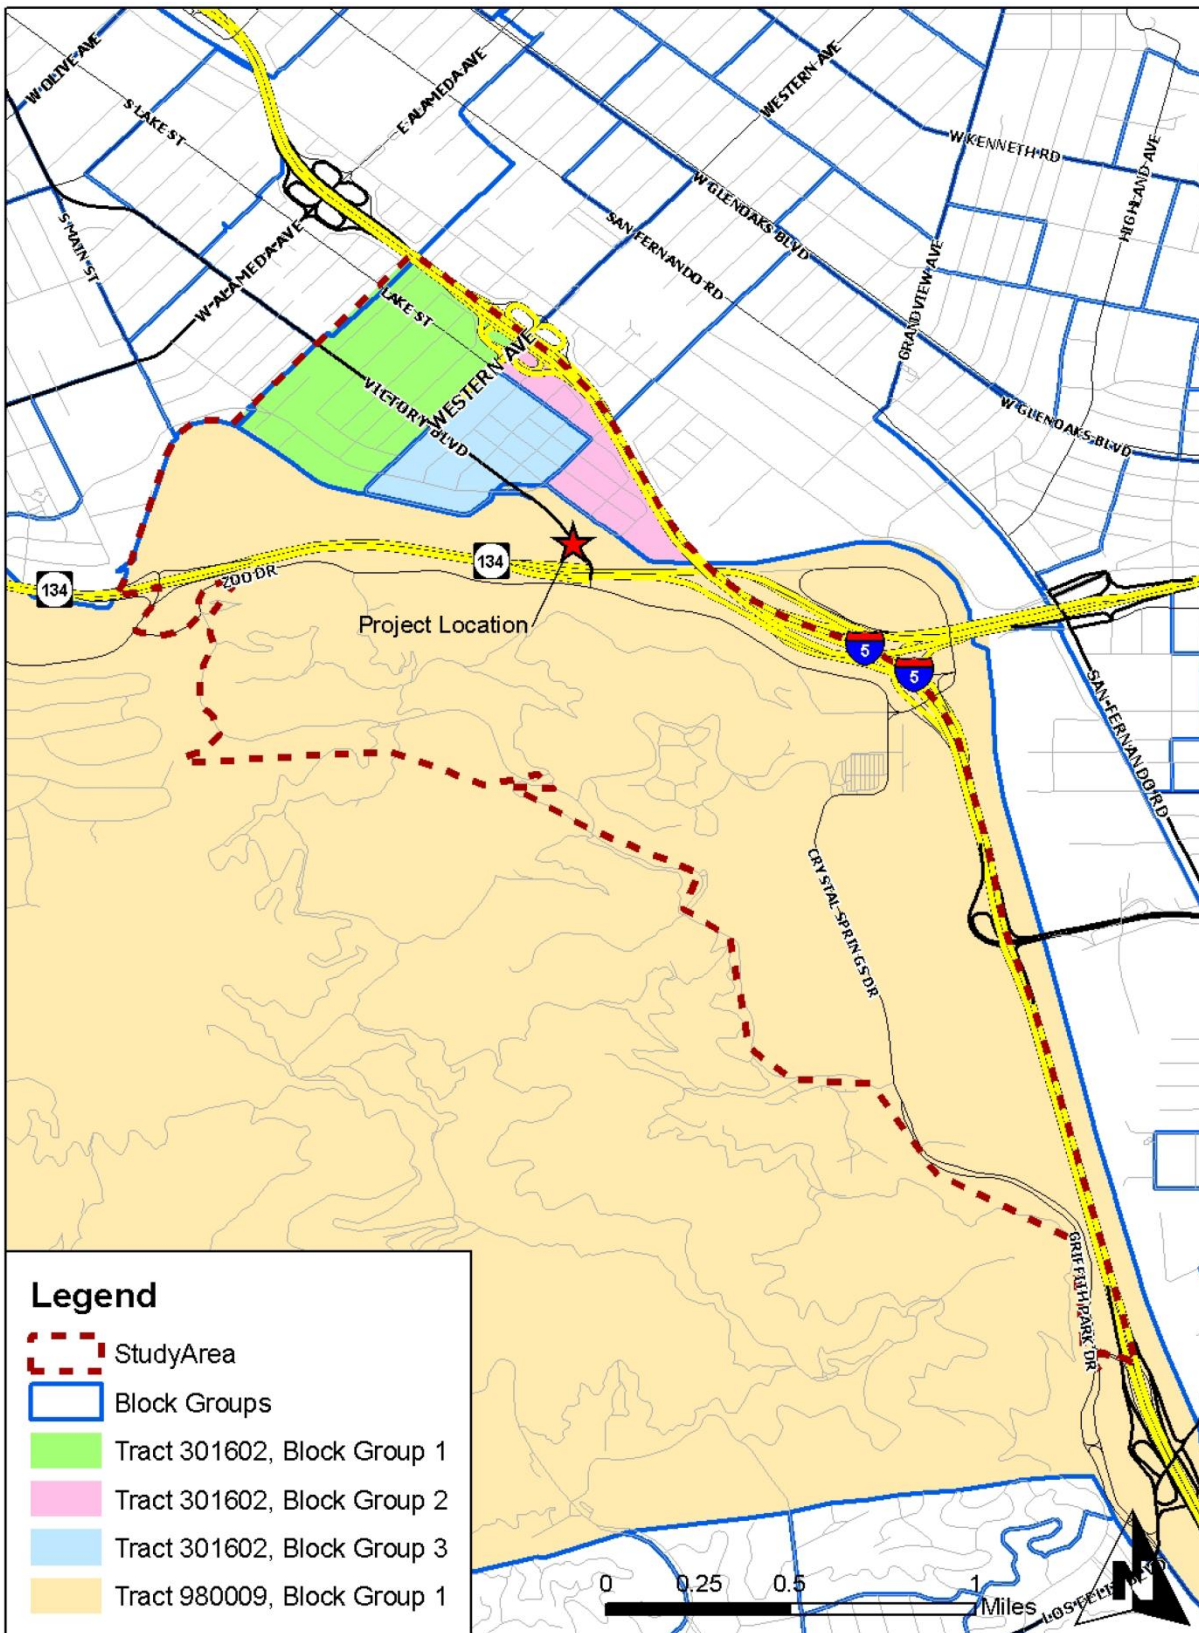 W OLIVE AVE
S LAKE ST
E ALAMEDA AVE
WESTERN AVE
W KENNETH RD
HIGHLAND AVE
S MAIN ST
W ALAMEDA AVE
W GLENOAKS BLVD
SAN FERNANDO RD
GRANDVIEW AVE
LAKE ST
WESTERN AVE
VICTORY BLVD
W GLENOAKS BLVD
134
ZOO DR
134
Project Location
5
5
SAN FERNANDO RD
CRYSTAL SPRINGS DR
GRIFFITH PARK DR
Legend
StudyArea
Block Groups
Tract 301602, Block Group 1
Tract 301602, Block Group 2
Tract 301602, Block Group 3
Tract 980009, Block Group 1
0 0.25 0.5 1
Miles
N